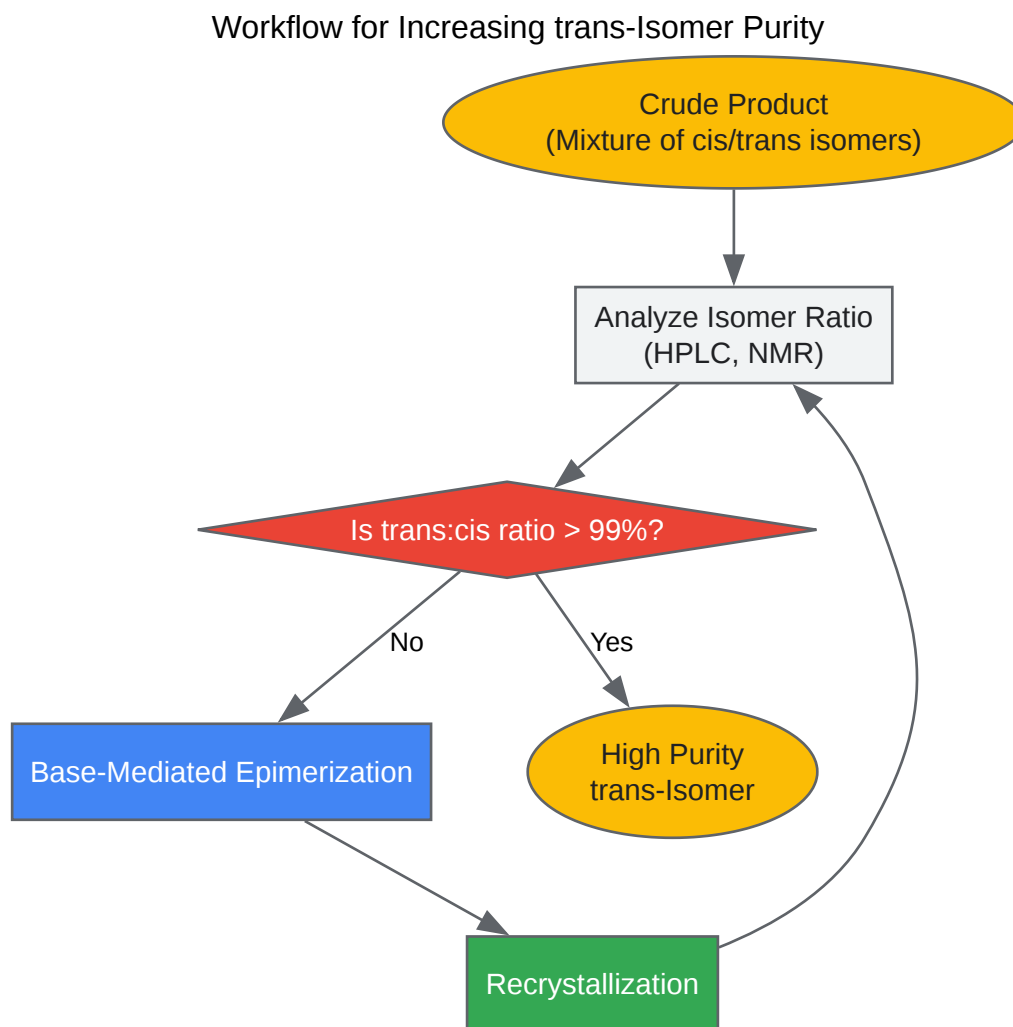 Workflow for Increasing trans-Isomer Purity
Crude Product
(Mixture of cis/trans isomers)
Analyze Isomer Ratio
(HPLC, NMR)
Is trans:cis ratio > 99%?
No
Yes
Base-Mediated Epimerization
High Purity
trans-Isomer
Recrystallization